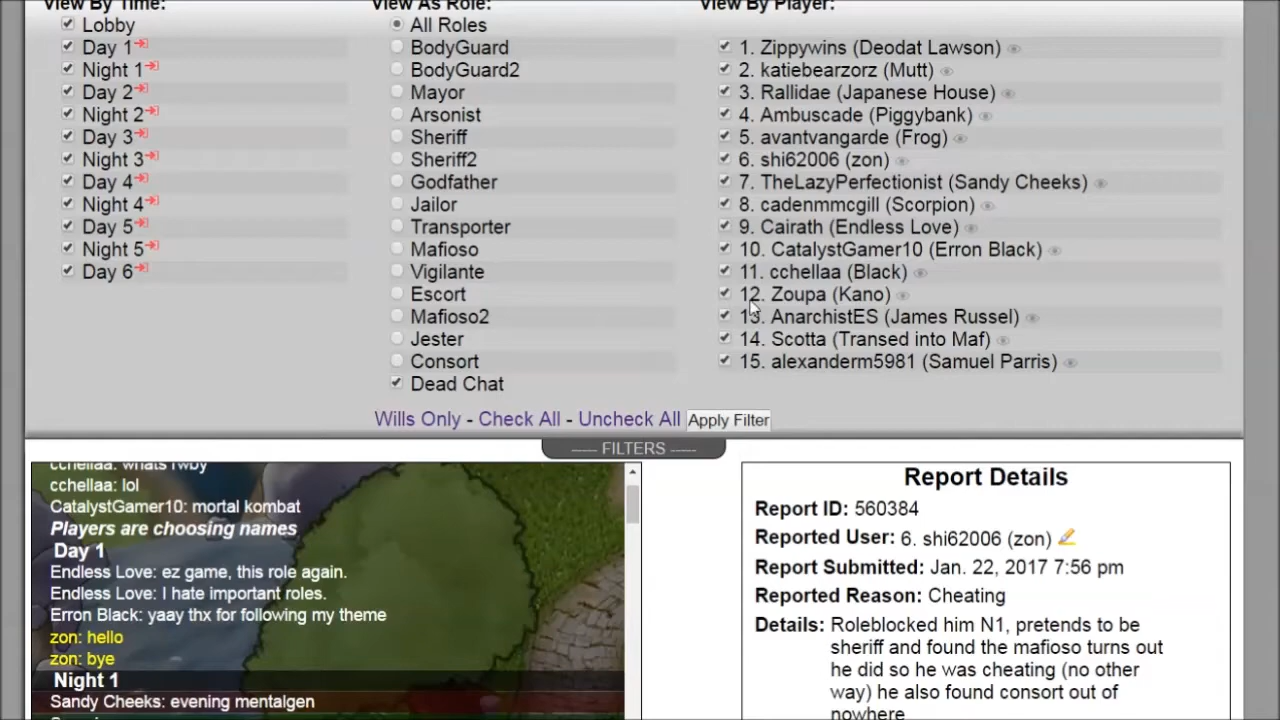 View By Time:
View As Role:
View By Player:
Lobby
Day 1
Night 1
Day 2
Night 2
Day 3
Night 3
Day 4
Night 4
Day 5
Night 5
Day 6
All Roles
BodyGuard
BodyGuard2
Mayor
Arsonist
Sheriff
Sheriff2
Godfather
Jailor
Transporter
Mafioso
Vigilante
Escort
Mafioso2
Jester
Consort
Dead Chat
1. Zippywins (Deodat Lawson)
2. katiebearzorz (Mutt)
3. Rallidae (Japanese House)
4. Ambuscade (Piggybank)
5. avantvangarde (Frog)
6. shi62006 (zon)
7. TheLazyPerfectionist (Sandy Cheeks)
8. cadenmmcgill (Scorpion)
9. Cairath (Endless Love)
10. CatalystGamer10 (Erron Black)
11. cchellaa (Black)
12. Zoupa (Kano)
13. AnarchistES (James Russel)
14. Scotta (Transed into Maf)
15. alexanderm5981 (Samuel Parris)
Wills Only - Check All - Uncheck All Apply Filter
----- FILTERS -----
cchellaa: whats rwby
cchellaa: lol
CatalystGamer10: mortal kombat
Players are choosing names
Day 1
Endless Love: ez game, this role again.
Endless Love: I hate important roles.
Erron Black: yaay thx for following my theme
zon: hello
zon: bye
Night 1
Sandy Cheeks: evening mentalgen
Report Details
Report ID: 560384
Reported User: 6. shi62006 (zon)
Report Submitted: Jan. 22, 2017 7:56 pm
Reported Reason: Cheating
Details: Roleblocked him N1, pretends to
be sheriff and found the mafioso turns out
he did so he was cheating (no other
way) he also found consort out of
nowhere